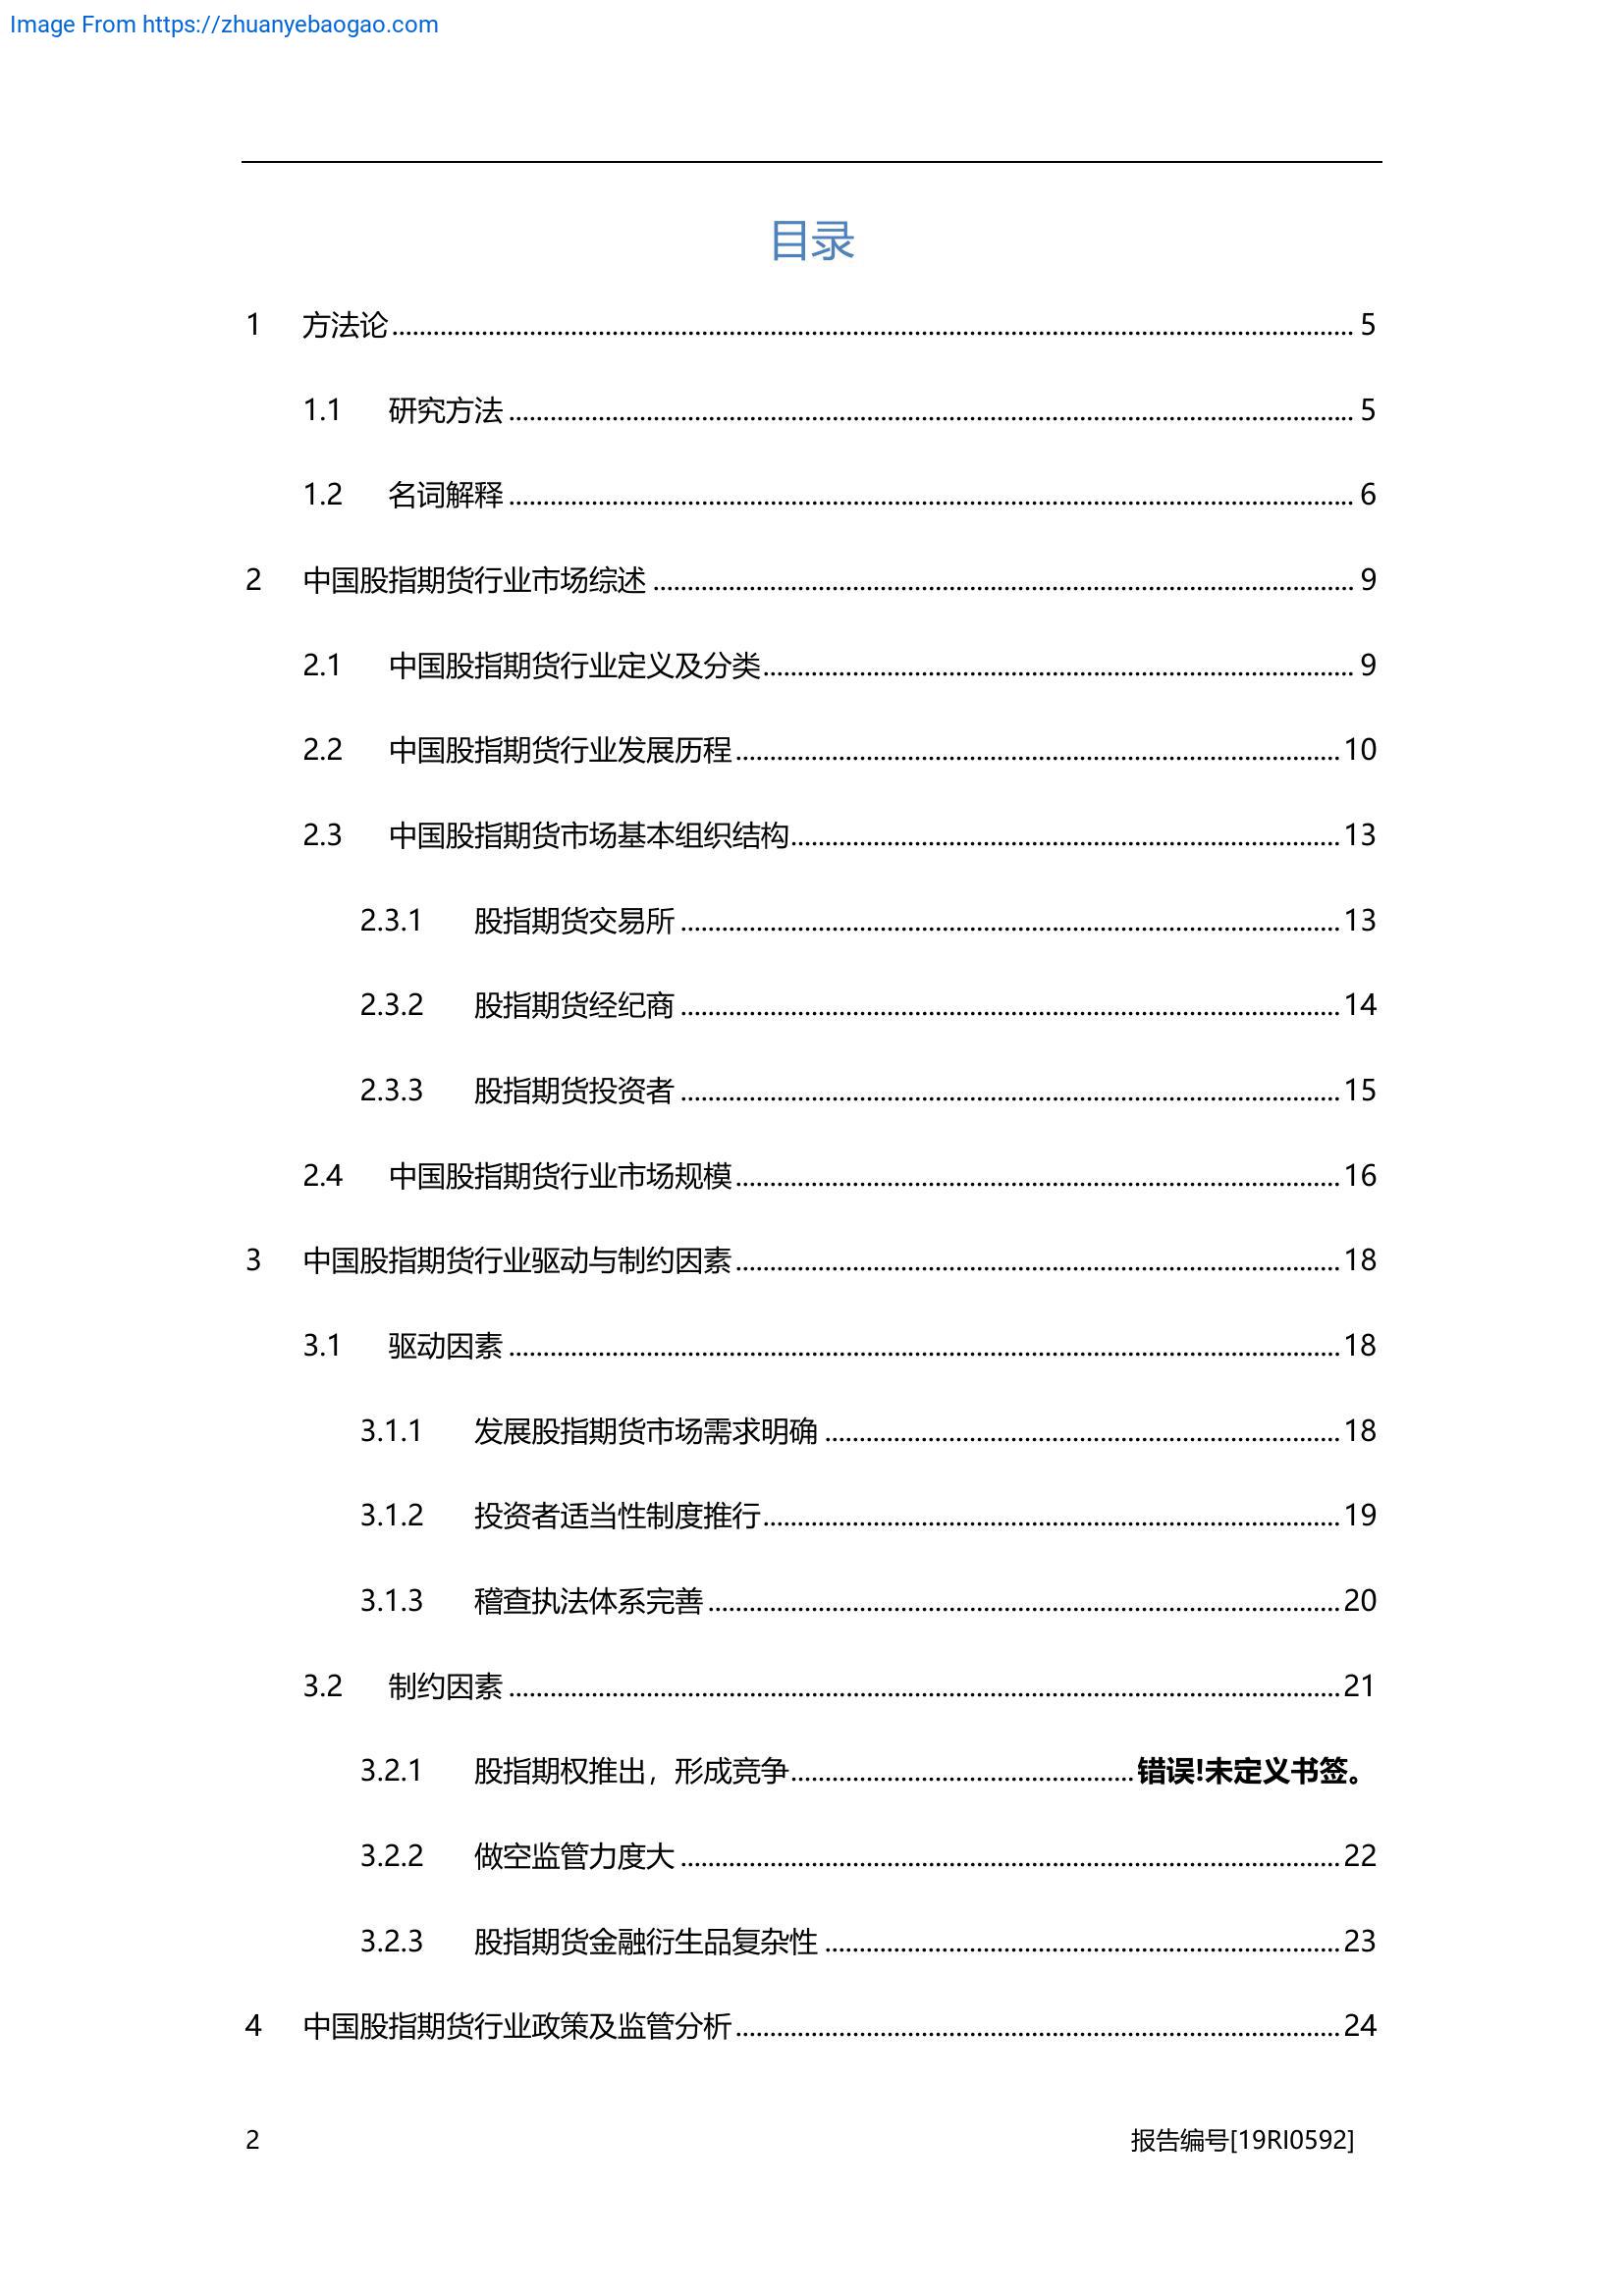 Image From https://zhuanyebaogao.com
目录
1 方法论 5
1.1 研究方法 5
1.2 名词解释 6
2 中国股指期货行业市场综述 9
2.1 中国股指期货行业定义及分类 9
2.2 中国股指期货行业发展历程 10
2.3 中国股指期货市场基本组织结构 13
2.3.1 股指期货交易所 13
2.3.2 股指期货经纪商 14
2.3.3 股指期货投资者 15
2.4 中国股指期货行业市场规模 16
3 中国股指期货行业驱动与制约因素 18
3.1 驱动因素 18
3.1.1 发展股指期货市场需求明确 18
3.1.2 投资者适当性制度推行 19
3.1.3 稽查执法体系完善 20
3.2 制约因素 21
3.2.1 股指期权推出，形成竞争 错误!未定义书签。
3.2.2 做空监管力度大 22
3.2.3 股指期货金融衍生品复杂性 23
4 中国股指期货行业政策及监管分析 24
2 报告编号[19RI0592]